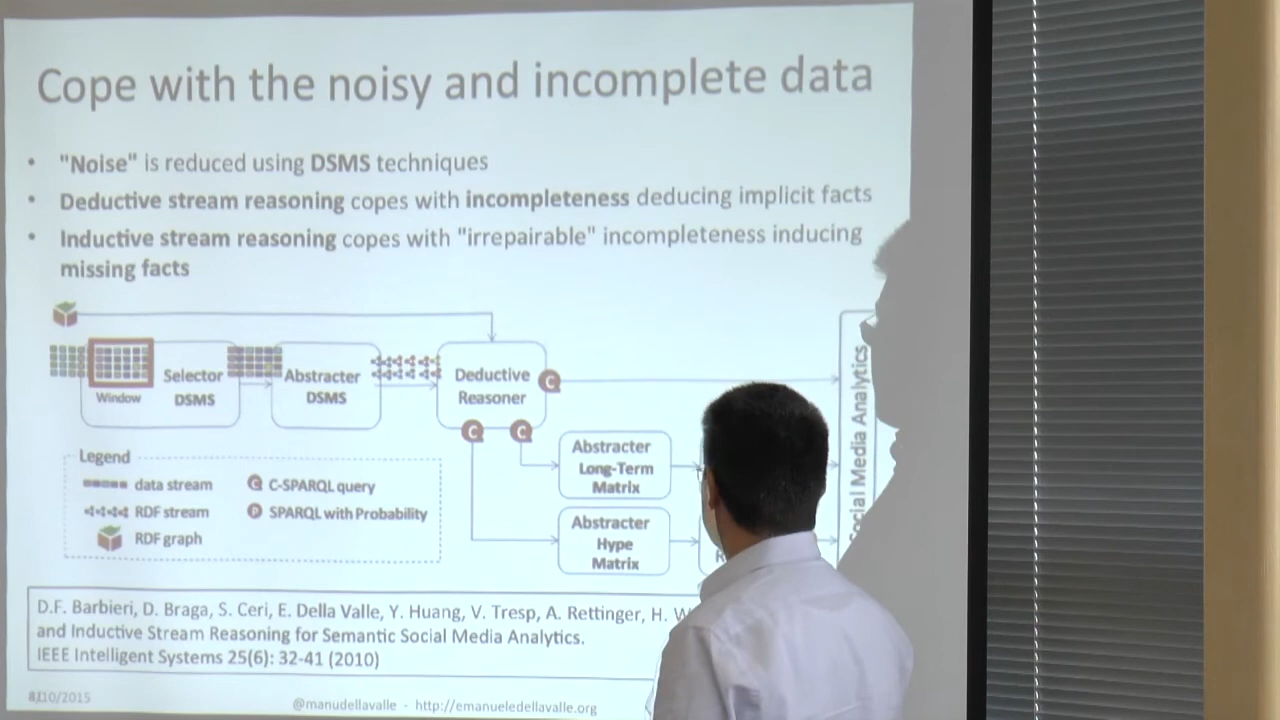 Cope with the noisy and incomplete data
• "Noise" is reduced using DSMS techniques
• Deductive stream reasoning copes with incompleteness deducing implicit facts
• Inductive stream reasoning copes with "irrepairable" incompleteness inducing
missing facts
Window
Selector
DSMS
Abstracter
DSMS
Deductive
Reasoner
C
C
C
Abstracter
Long-Term
Matrix
Abstracter
Hype
Matrix
R
Social Media Analytics
Legend
data stream
RDF stream
RDF graph
C C-SPARQL query
P SPARQL with Probability
D.F. Barbieri, D. Braga, S. Ceri, E. Della Valle, Y. Huang, V. Tresp, A. Rettinger, H. W
and Inductive Stream Reasoning for Semantic Social Media Analytics.
IEEE Intelligent Systems 25(6): 32-41 (2010)
10/2015
@manudellavalle - http://emanueledellavalle.org